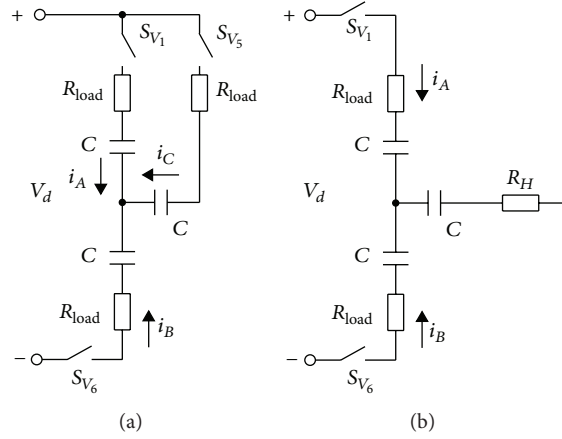 + S_{V_1} S_{V_5}
R_{load} R_{load}
C i_C
i_A
V_d
C
C
R_{load} i_B
−
S_{V_6}
(a)
+
S_{V_1}
R_{load} i_A
C
R_H
V_d
C
C
R_{load} i_B
−
S_{V_6}
(b)